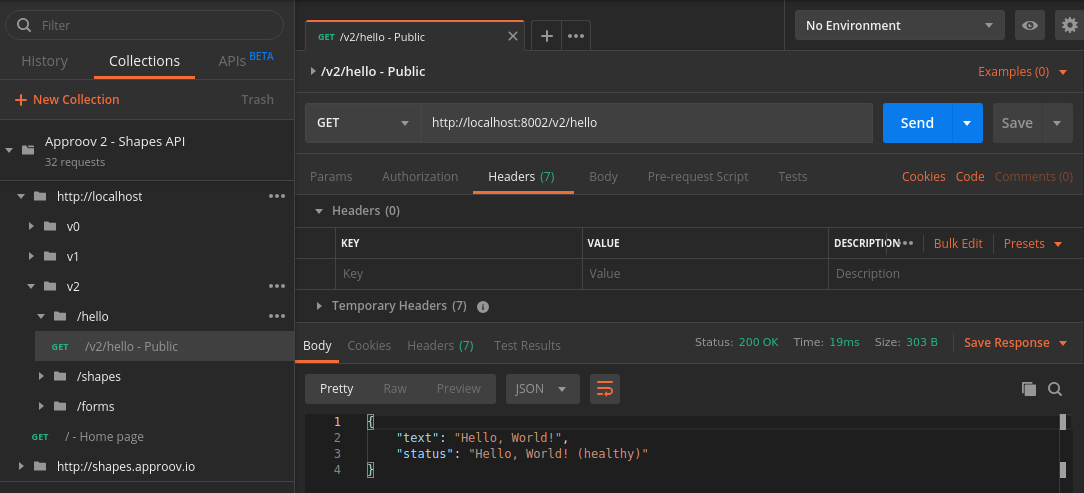 Filter
History
Collections
APIs BETA
+ New Collection
Trash
Approov 2 - Shapes API
32 requests
http://localhost
v0
v1
v2
/hello
GET /v2/hello - Public
/shapes
/forms
GET / - Home page
http://shapes.approov.io
GET /v2/hello - Public
No Environment
/v2/hello - Public
Examples (0)
GET
http://localhost:8002/v2/hello
Send
Save
Params
Authorization
Headers (7)
Body
Pre-request Script
Tests
Cookies
Code
Comments (0)
Headers (0)
KEY
VALUE
DESCRIPTION
Bulk Edit
Presets
Key
Value
Description
Temporary Headers (7)
Body
Cookies
Headers (7)
Test Results
Status: 200 OK
Time: 19ms
Size: 303 B
Save Response
Pretty
Raw
Preview
JSON
1 {
2 "text": "Hello, World!",
3 "status": "Hello, World! (healthy)"
4 }